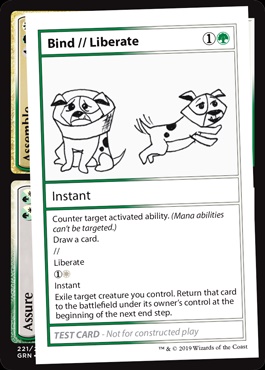 Bind // Liberate 1
Instant
Counter target activated ability. (Mana abilities
can't be targeted.)
Draw a card.
//
Liberate
1
Instant
Exile target creature you control. Return that card
to the battlefield under its owner's control at the
beginning of the next end step.
TEST CARD - Not for constructed play
™ & © 2019 Wizards of the Coast
Assemble
Assure
221/
GRN •